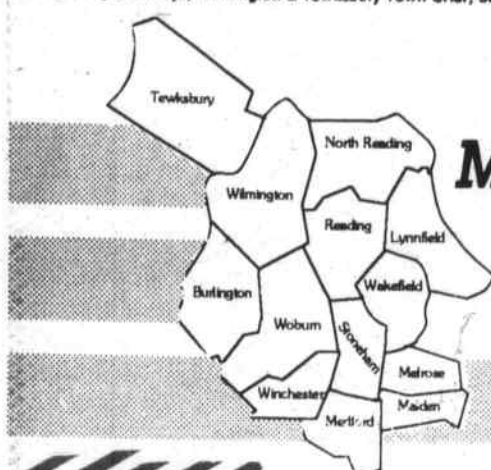 Tewksbury
North Reading
M
Wilmington
Reading
Lynnfield
Burlington
Wakefield
Woburn
Stoneham
Melrose
Winchester
Malden
Medford